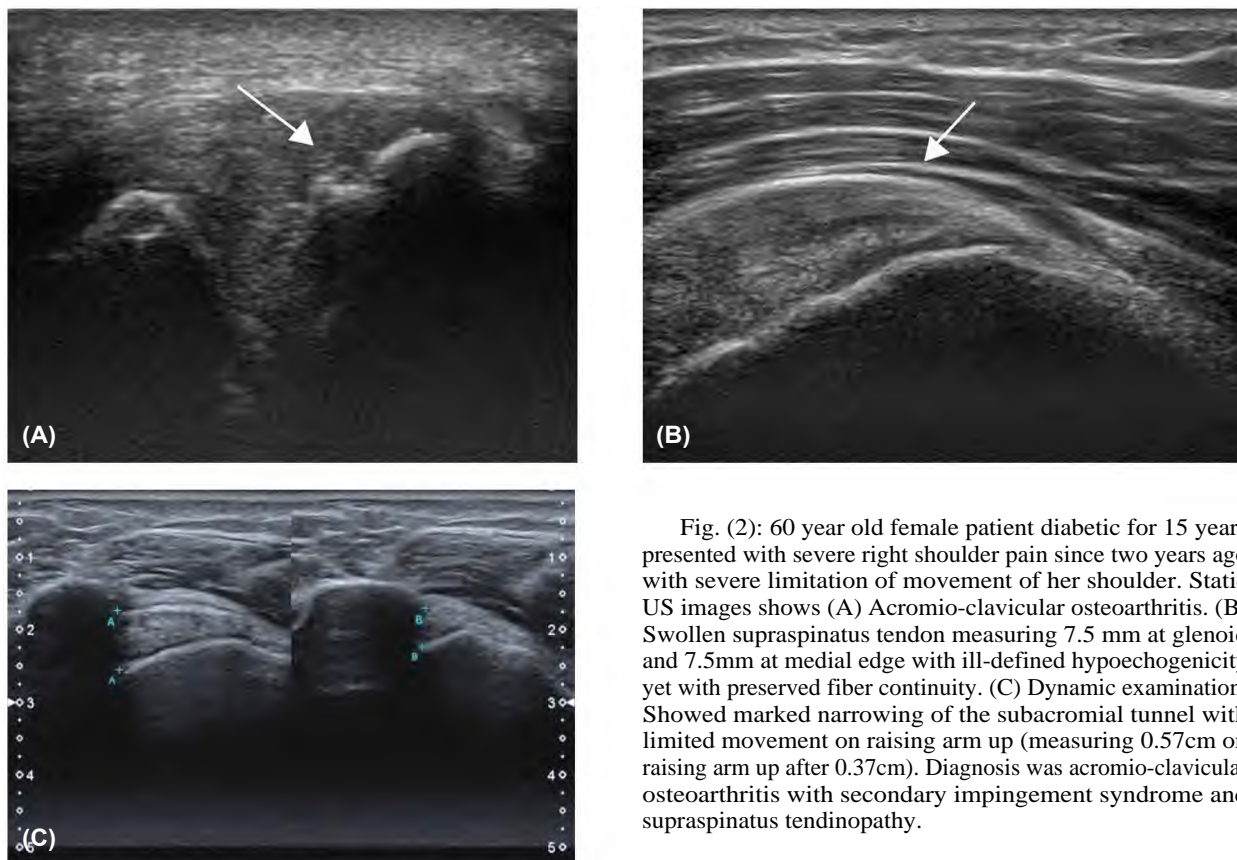 (A)
(B)
A
A
B
B
1
2
3
4
5
1
2
3
4
5
(C)
Fig. (2): 60 year old female patient diabetic for 15 year
presented with severe right shoulder pain since two years ago
with severe limitation of movement of her shoulder. Stati
US images shows (A) Acromio-clavicular osteoarthritis. (B
Swollen supraspinatus tendon measuring 7.5 mm at glenoi
and 7.5mm at medial edge with ill-defined hypoechogenicity
yet with preserved fiber continuity. (C) Dynamic examination
Showed marked narrowing of the subacromial tunnel with
limited movement on raising arm up (measuring 0.57cm on
raising arm up after 0.37cm). Diagnosis was acromio-clavicula
osteoarthritis with secondary impingement syndrome and
supraspinatus tendinopathy.